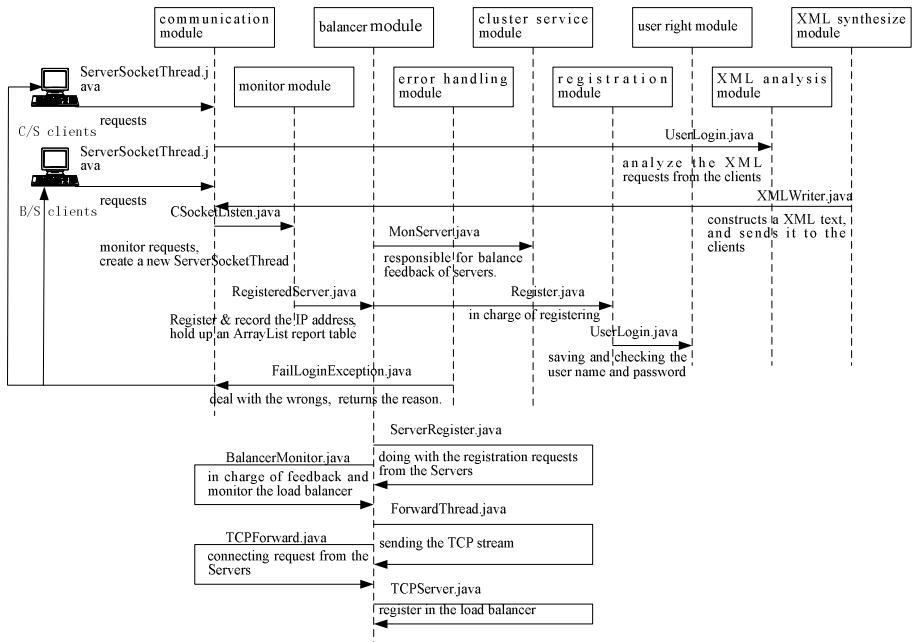 communication
module
balancer module
cluster service
module
user right module
XML synthesize
module
ServerSocketThread.j
ava
requests
C/S clients
monitor module
error handling
module
registration
module
XML analysis
module
UserLogin.java
analyze the XML
requests from the clients
ServerSocketThread.j
ava
requests
B/S clients
XMLWriter.java
constructs a XML text,
and sends it to the
clients
CSocketListen.java
monitor requests,
create a new ServerSocketThread
MonServer.java
responsible for balance
feedback of servers.
RegisteredServer.java
Register & record the IP address,
hold up an ArrayList report table
Register.java
in charge of registering
UserLogin.java
saving and checking the
user name and password
FailLoginException.java
deal with the wrongs, returns the reason.
ServerRegister.java
doing with the registration requests
from the Servers
BalancerMonitor.java
in charge of feedback and
monitor the load balancer
ForwardThread.java
sending the TCP stream
TCPForward.java
connecting request from the
Servers
TCPServer.java
register in the load balancer